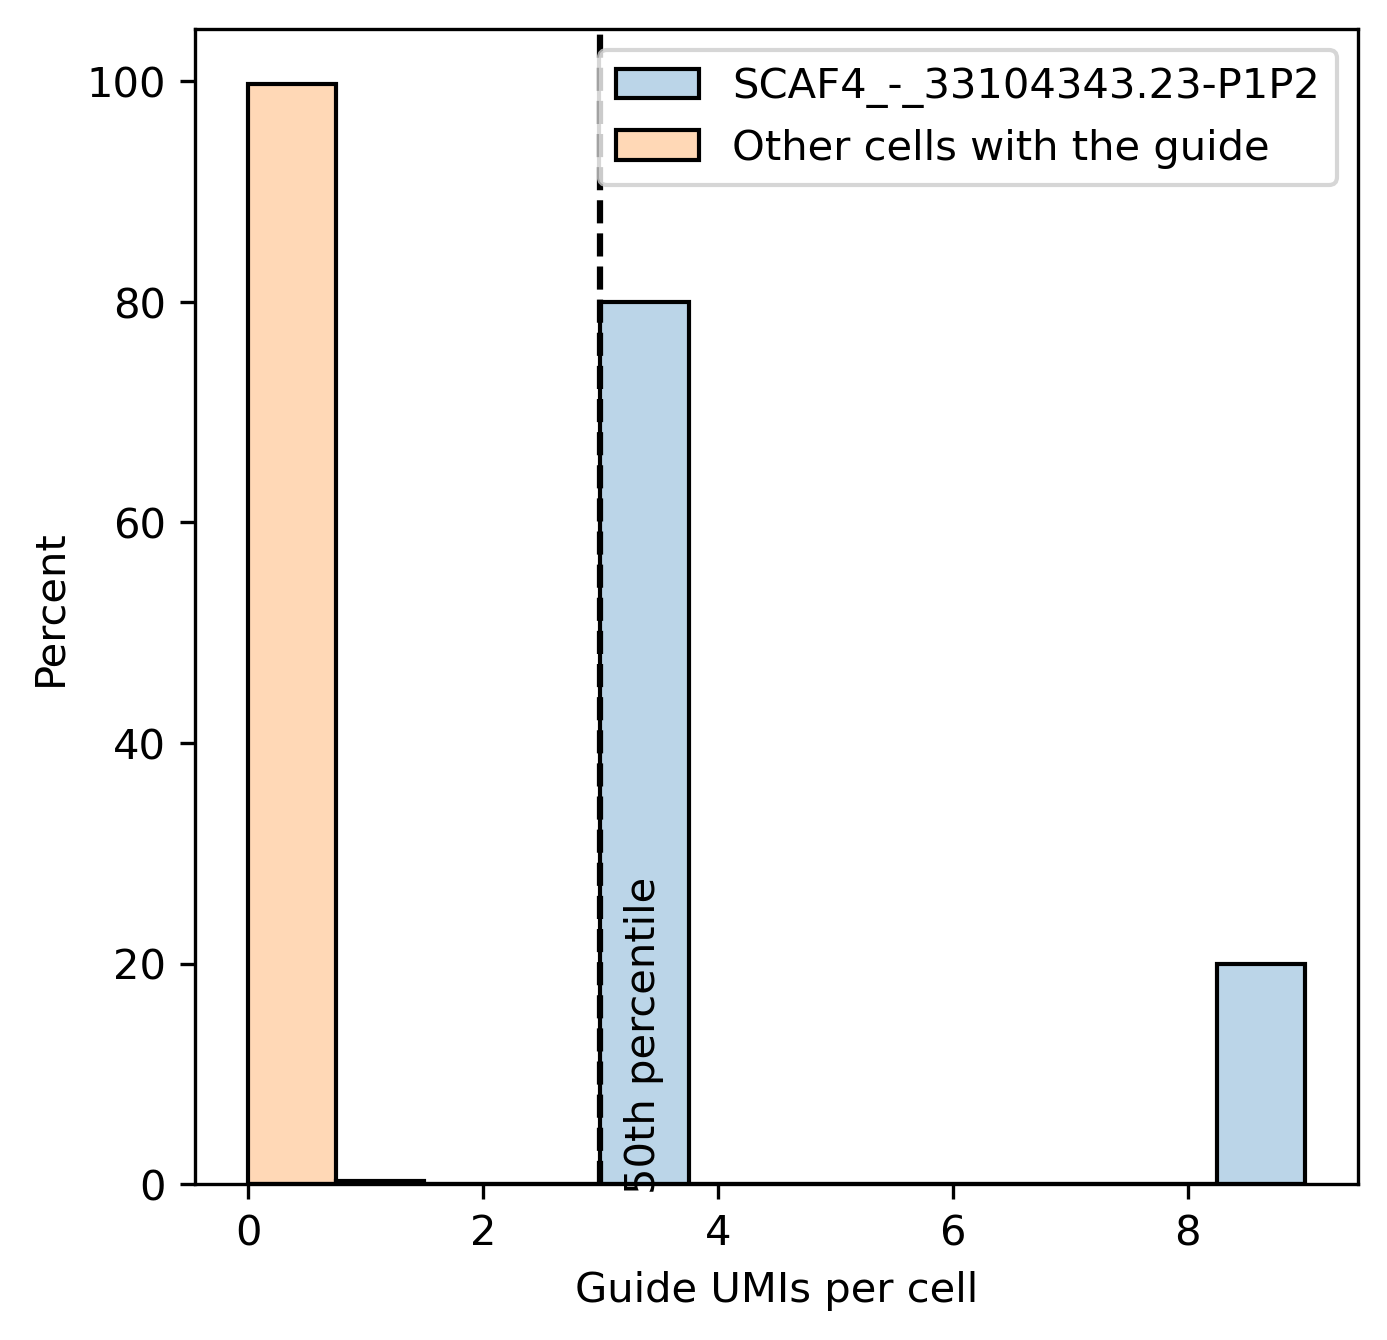 SCAF4_-_33104343.23-P1P2
Other cells with the guide
100
80
60
40
20
0
Percent
50th percentile
0 2 4 6 8
Guide UMIs per cell